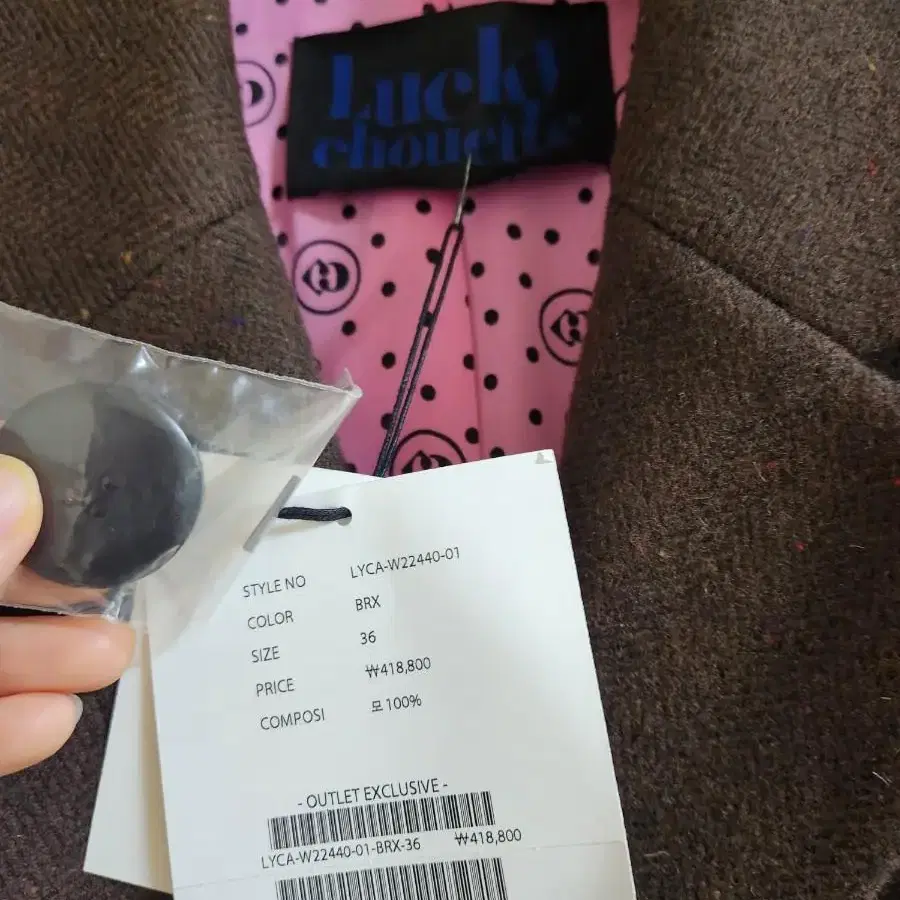 Lucky
chouette
STYLE NO LYCA-W22440-01
COLOR BRX
SIZE 36
PRICE ₩418,800
COMPOSI 모 100%
- OUTLET EXCLUSIVE -
LYCA-W22440-01-BRX-36 ₩418,800